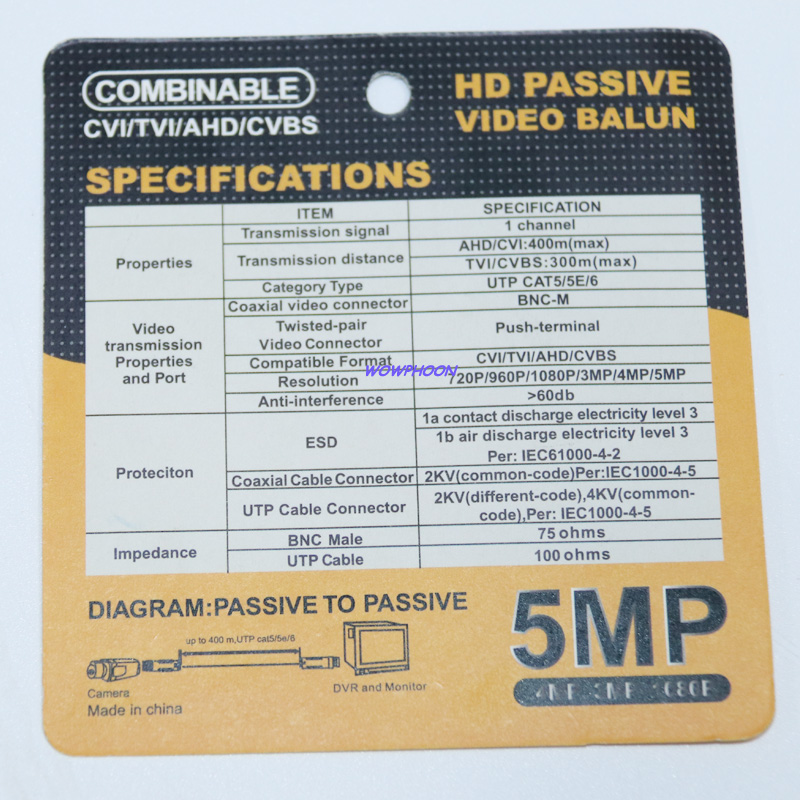 COMBINABLE
CVI/TVI/AHD/CVBS
HD PASSIVE
VIDEO BALUN
SPECIFICATIONS
ITEM SPECIFICATION
Properties
Transmission signal 1 channel
Transmission distance AHD/CVI:400m(max)
TVI/CVBS:300m(max)
Category Type UTP CAT5/5E/6
Video
transmission
Properties
and Port
Coaxial video connector BNC-M
Twisted-pair
Video Connector
Push-terminal
Compatible Format CVI/TVI/AHD/CVBS
WOWPHOON
Resolution 720P/960P/1080P/3MP/4MP/5MP
Anti-interference >60db
Proteciton
ESD
1a contact discharge electricity level 3
1b air discharge electricity level 3
Per: IEC61000-4-2
Coaxial Cable Connector 2KV(common-code)Per:IEC1000-4-5
UTP Cable Connector
2KV(different-code),4KV(common-
code),Per: IEC1000-4-5
Impedance
BNC Male 75 ohms
UTP Cable 100 ohms
DIAGRAM:PASSIVE TO PASSIVE
up to 400 m,UTP cat5/5e/6
Camera
DVR and Monitor
Made in china
5MP